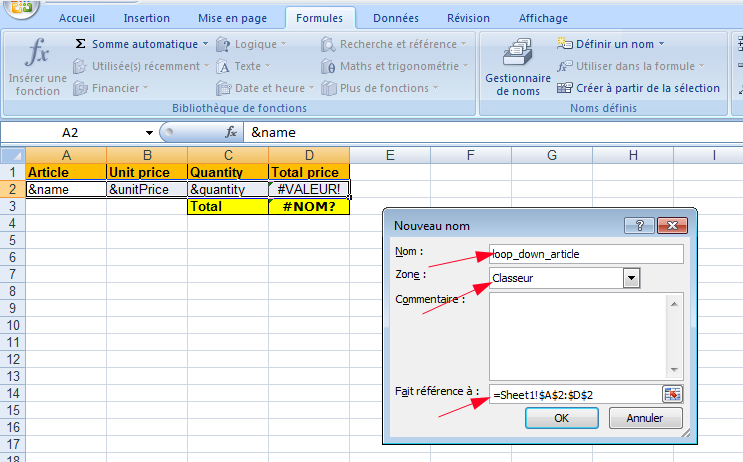 Accueil Insertion Mise en page Formules Données Révision Affichage
fx Σ Somme automatique Logique Recherche et référence Définir un nom
Insérer une fonction Utilisée(s) récemment Texte Maths et trigonométrie Gestionnaire de noms Utiliser dans la formule
Financier Date et heure Plus de fonctions Créer à partir de la sélection
Bibliothèque de fonctions Noms définis
A2 fx &name
A B C D E F G H I
1 Article Unit price Quantity Total price
2 &name &unitPrice &quantity #VALEUR!
3 Total #NOM?
4
5
6
7
8
9
10
11
12
13
14
15
16
17
18
Nouveau nom
Nom : loop_down_article
Zone : Classeur
Commentaire :
Fait référence à : =Sheet1!$A$2:$D$2
OK Annuler